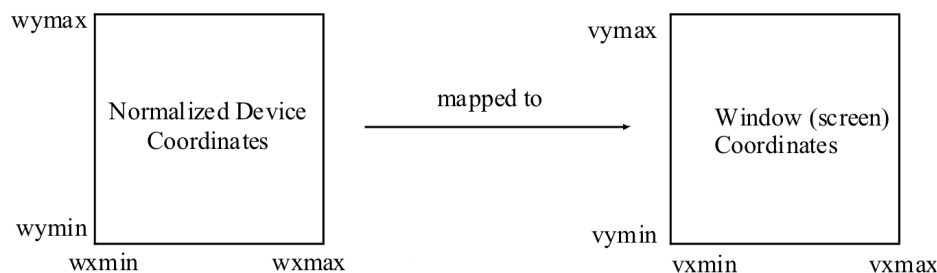 wymax
vymax
mapped to
Normalized Device
Coordinates
Window (screen)
Coordinates
wymin
vymin
wxmin
wxmax
vxmin
vxmax